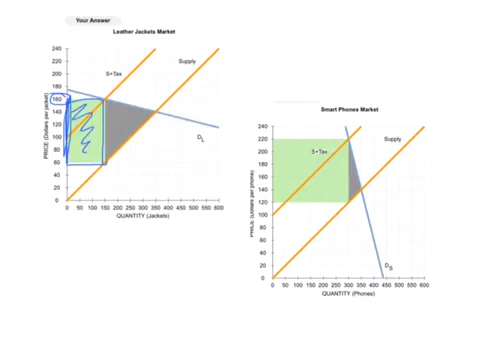 Your Answer
Leather Jackets Market
PRICE (Dollars per jacket)
240
220
200
180
160
140
120
100
80
60
40
20
0
S+Tax
Supply
D_L
0 50 100 150 200 250 300 350 400 450 500 550 600
QUANTITY (Jackets)
Smart Phones Market
PRICE (Dollars per phone)
240
220
200
180
160
140
120
100
80
60
40
20
0
S+Tax
Supply
D_S
0 50 100 150 200 250 300 350 400 450 500 550 600
QUANTITY (Phones)